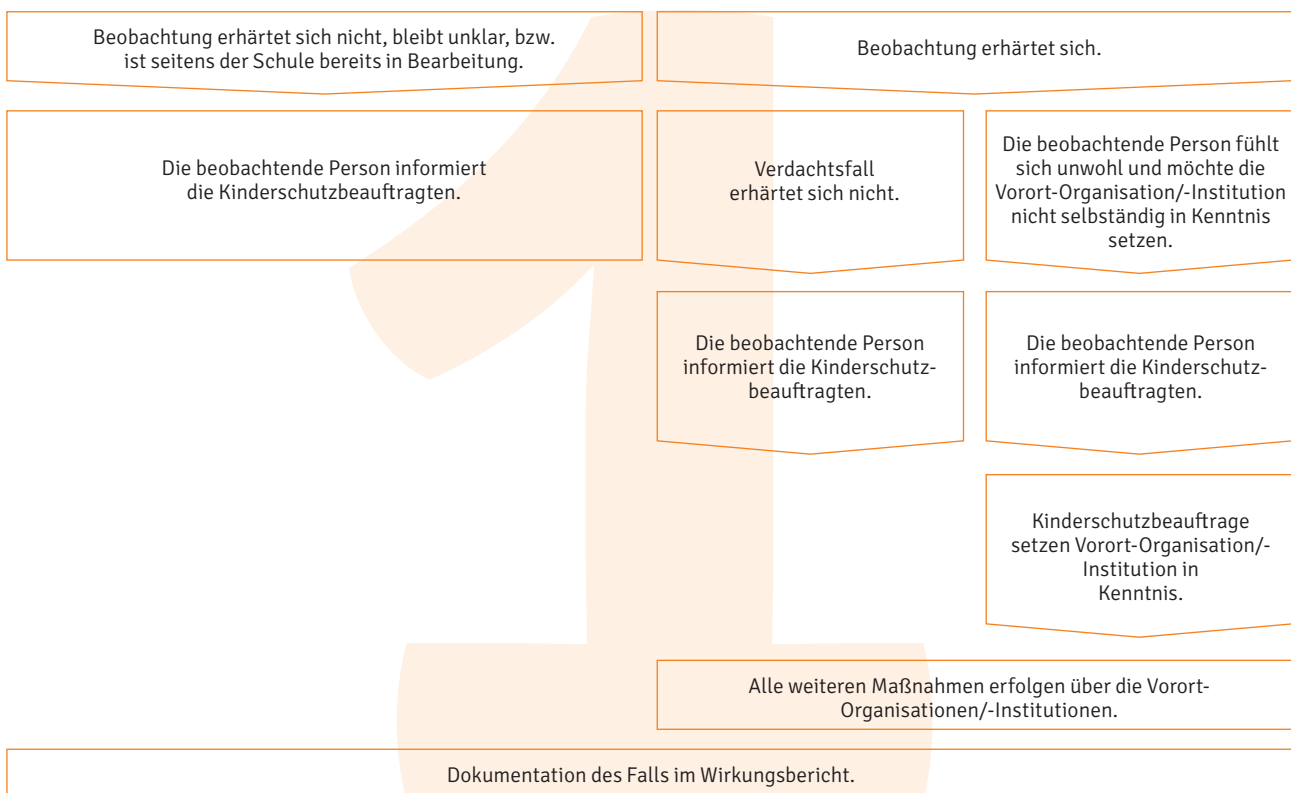 Beobachtung erhärtet sich nicht, bleibt unklar, bzw.
ist seitens der Schule bereits in Bearbeitung.
Beobachtung erhärtet sich.
Die beobachtende Person informiert
die Kinderschutzbeauftragten.
Verdachtsfall
erhärtet sich nicht.
Die beobachtende Person fühlt
sich unwohl und möchte die
Vorort-Organisation/-Institution
nicht selbständig in Kenntnis
setzen.
Die beobachtende Person
informiert die Kinderschutz-
beauftragten.
Die beobachtende Person
informiert die Kinderschutz-
beauftragten.
Kinderschutzbeauftrage
setzen Vorort-Organisation/-
Institution in
Kenntnis.
Alle weiteren Maßnahmen erfolgen über die Vorort-
Organisationen/-Institutionen.
Dokumentation des Falls im Wirkungsbericht.
1